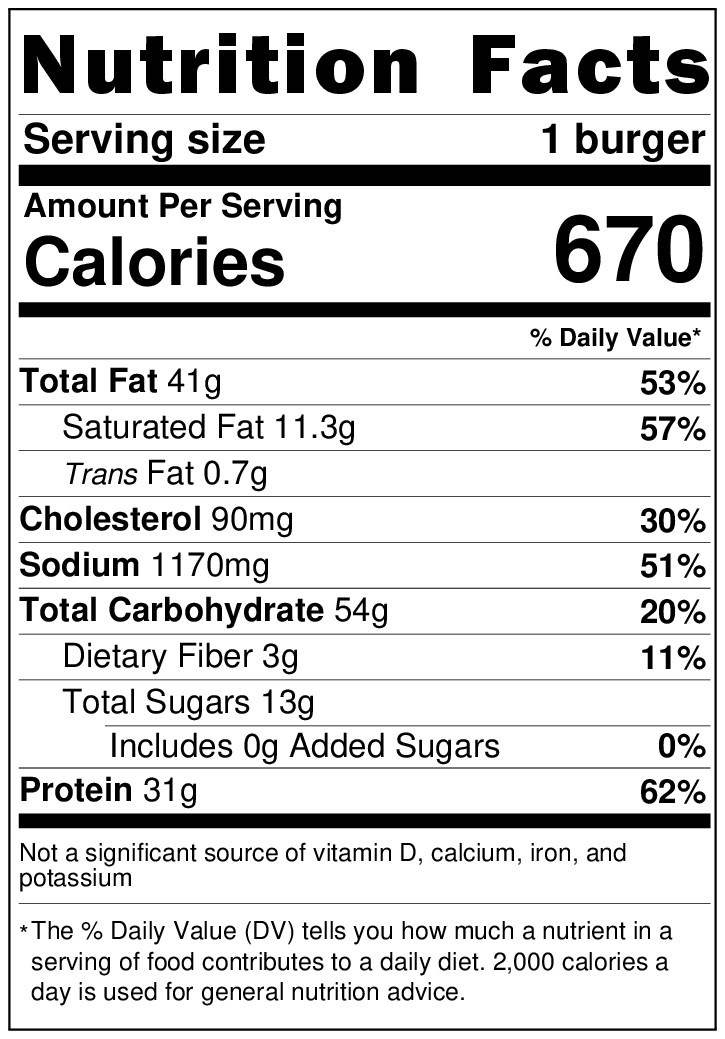 Nutrition Facts
Serving size 1 burger
Amount Per Serving
Calories 670
% Daily Value*
Total Fat 41g 53%
Saturated Fat 11.3g 57%
Trans Fat 0.7g
Cholesterol 90mg 30%
Sodium 1170mg 51%
Total Carbohydrate 54g 20%
Dietary Fiber 3g 11%
Total Sugars 13g
Includes 0g Added Sugars 0%
Protein 31g 62%
Not a significant source of vitamin D, calcium, iron, and
potassium
*The % Daily Value (DV) tells you how much a nutrient in a
serving of food contributes to a daily diet. 2,000 calories a
day is used for general nutrition advice.